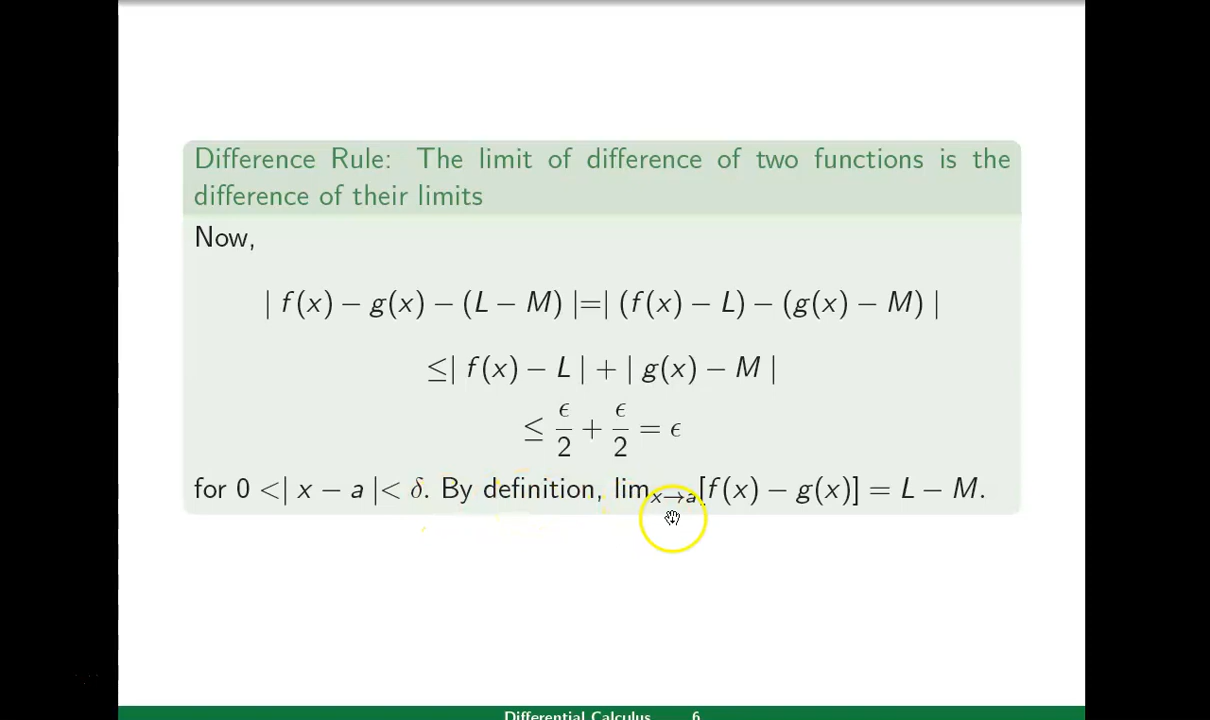 Difference Rule: The limit of difference of two functions is the
difference of their limits
Now,
| f(x) − g(x) − (L − M) |=| (f(x) − L) − (g(x) − M) |
≤| f(x) − L | + | g(x) − M |
≤ ϵ/2 + ϵ/2 = ϵ
for 0 <| x − a |< δ. By definition, lim_{x→a}[f(x) − g(x)] = L − M.
Differential Calculus 6